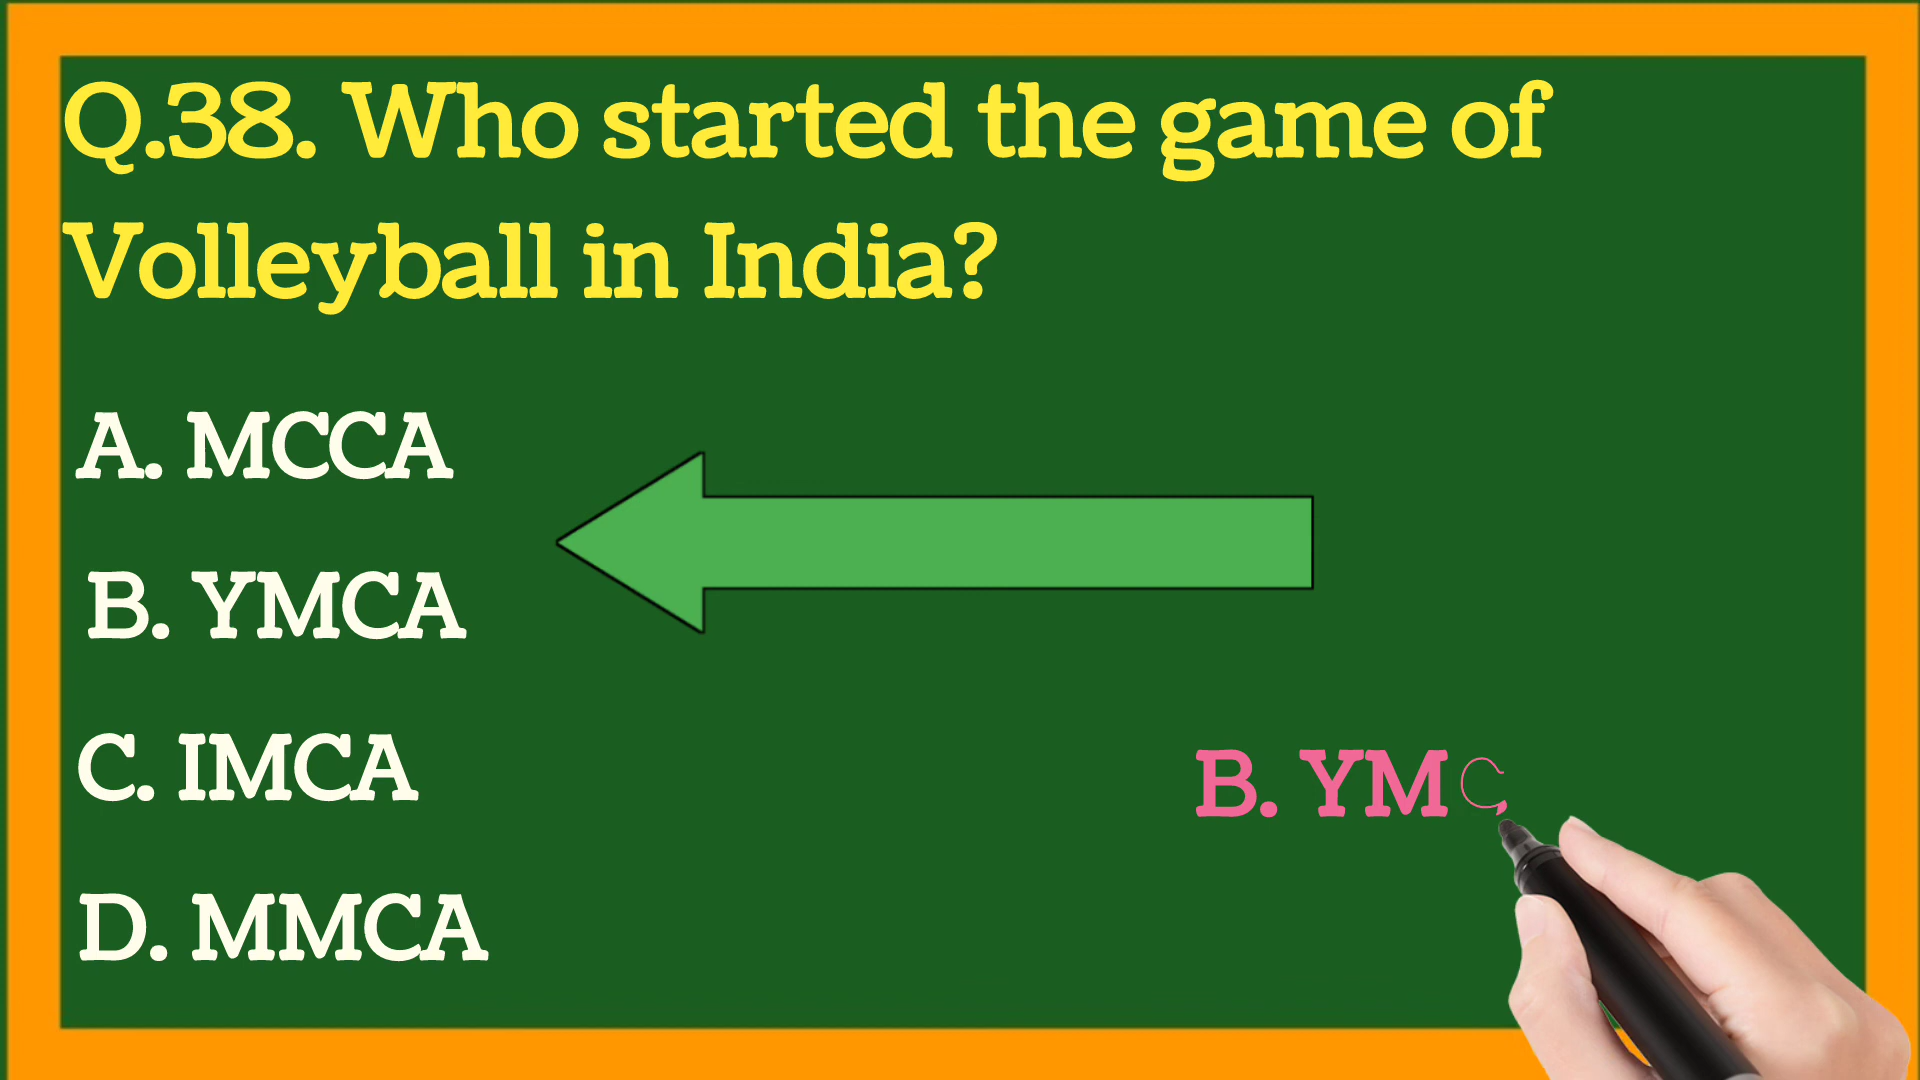 Q.38. Who started the game of
Volleyball in India?
A. MCCA
B. YMCA
C. IMCA
D. MMCA
B. YMC